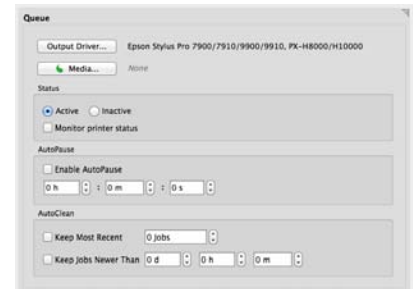 Queue
Output Driver... Epson Stylus Pro 7900/7910/9900/9910, PX-H8000/H10000
Media... None
Status
Active Inactive
Monitor printer status
AutoPause
Enable AutoPause
0 h : 0 m : 0 s
AutoClean
Keep Most Recent 0 Jobs
Keep Jobs Newer Than 0 d 0 h 0 m